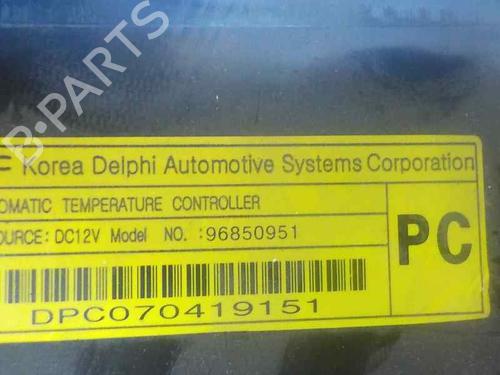 B-PARTS
Korea Delphi Automotive Systems Corporation
OMATIC TEMPERATURE CONTROLLER
OURCE: DC12V Model NO. :96850951
PC
DPC070419151